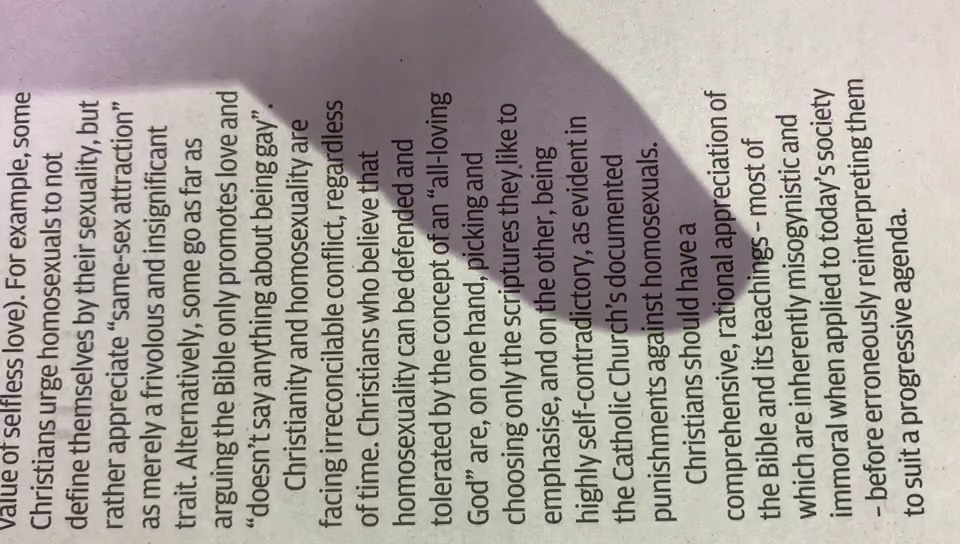 value of selfless love). For example, some
Christians urge homosexuals to not
define themselves by their sexuality, but
rather appreciate “same-sex attraction”
as merely a frivolous and insignificant
trait. Alternatively, some go as far as
arguing the Bible only promotes love and
“doesn’t say anything about being gay”.
Christianity and homosexuality are
facing irreconcilable conflict, regardless
of time. Christians who believe that
homosexuality can be defended and
tolerated by the concept of an “all-loving
God” are, on one hand, picking and
choosing only the scriptures they like to
emphasise, and on the other, being
highly self-contradictory, as evident in
the Catholic Church’s documented
punishments against homosexuals.
Christians should have a
comprehensive, rational appreciation of
the Bible and its teachings – most of
which are inherently misogynistic and
immoral when applied to today’s society
– before erroneously reinterpreting them
to suit a progressive agenda.